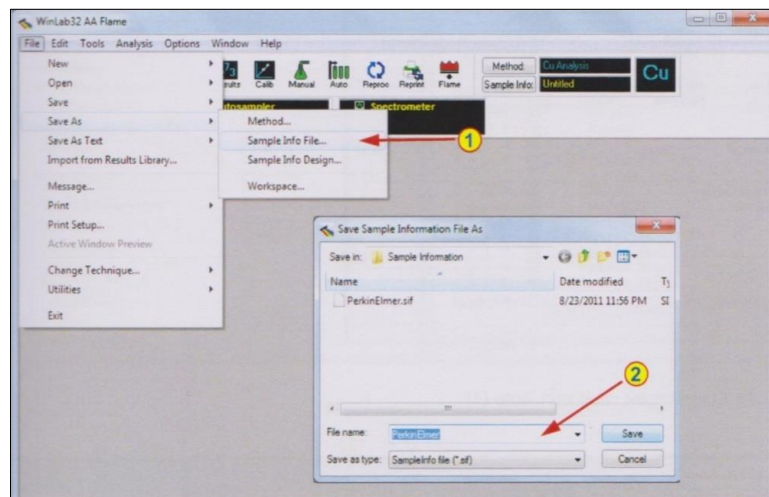 WinLab32 AA Flame
File Edit Tools Analysis Options Window Help
New
Open
Save
Save As
Save As Text
Import from Results Library...
Message...
Print
Print Setup...
Active Window Preview
Change Technique...
Utilities
Exit
Calib Manual Auto Reproc Reprint Flame
Method: Cu Analysis
Sample Info: Untitled
Cu
Spectrometer
Method...
Sample Info File...
Sample Info Design...
Workspace...
1
Save Sample Information File As
Save in: Sample Information
Name Date modified
PerkinElmer.sif 8/23/2011 11:56 PM
2
File name: PerkinElmer Save
Save as type: SampleInfo file (*.sif) Cancel